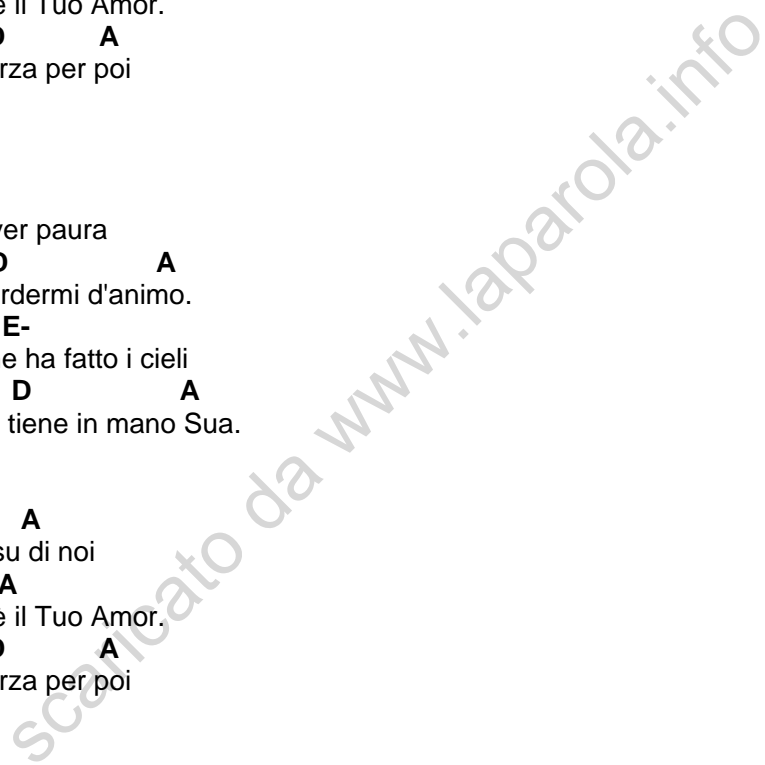 è il Tuo Amor.
A
rza per poi
ver paura
A
rdermi d'animo.
E-
e ha fatto i cieli
D A
tiene in mano Sua.
A
su di noi
A
è il Tuo Amor.
A
rza per poi
scaricato da www.laparola.info